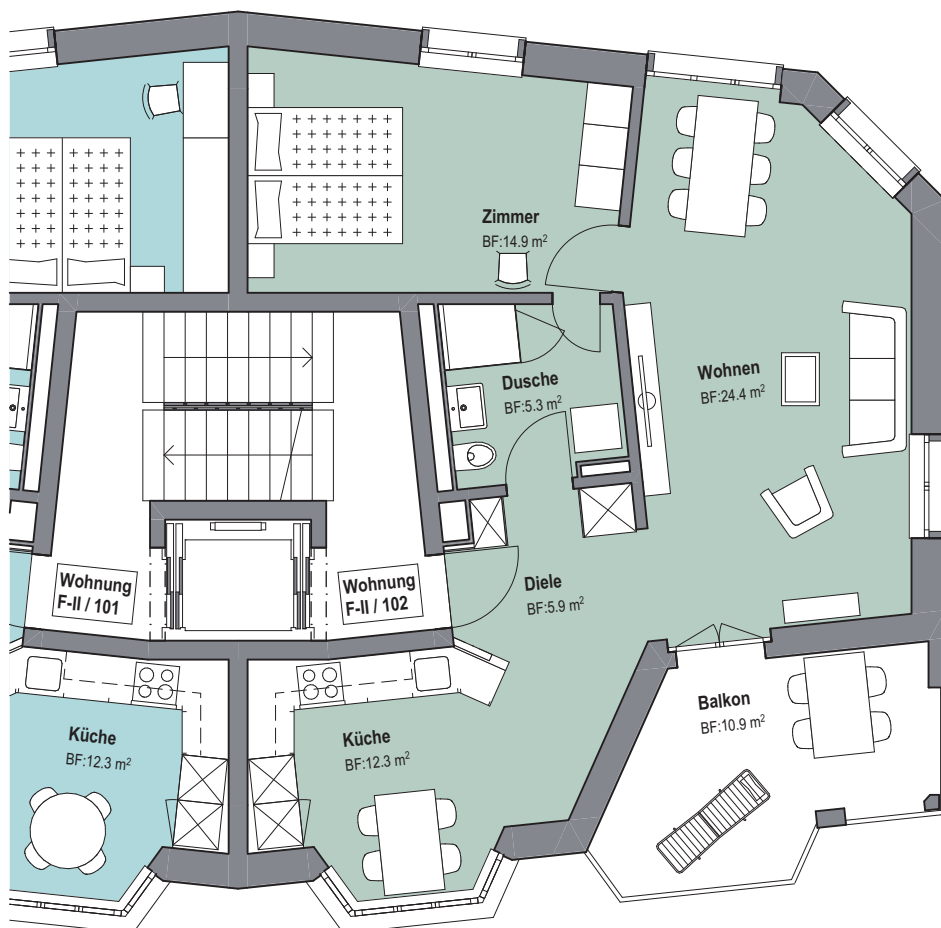 Zimmer
BF:14.9 m²
Dusche
BF:5.3 m²
Wohnen
BF:24.4 m²
Wohnung
F-II / 101
Wohnung
F-II / 102
Diele
BF:5.9 m²
Küche
BF:12.3 m²
Küche
BF:12.3 m²
Balkon
BF:10.9 m²